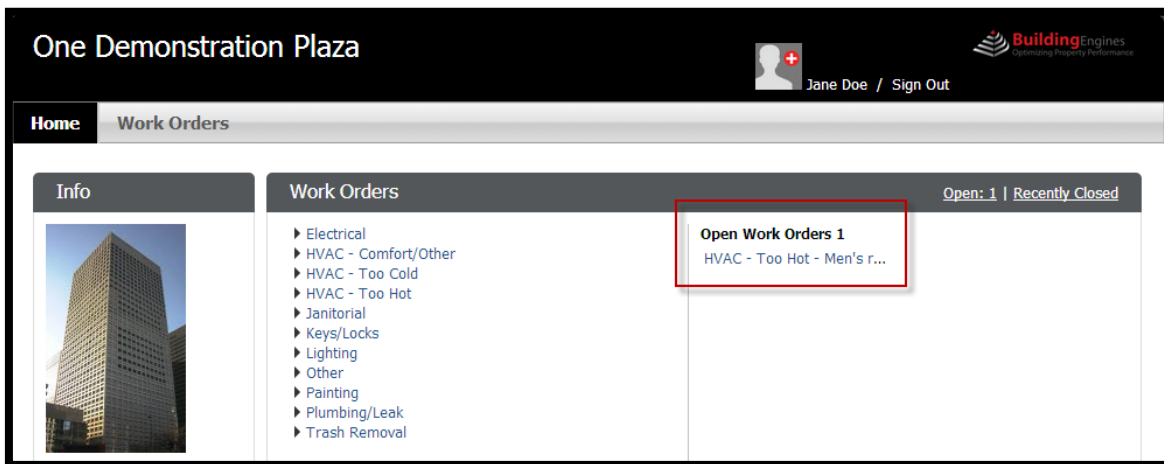 One Demonstration Plaza
BuildingEngines
Optimizing Property Performance
Jane Doe / Sign Out
Home Work Orders
Info
Work Orders
Open: 1 | Recently Closed
Electrical
HVAC - Comfort/Other
HVAC - Too Cold
HVAC - Too Hot
Janitorial
Keys/Locks
Lighting
Other
Painting
Plumbing/Leak
Trash Removal
Open Work Orders 1
HVAC - Too Hot - Men's r...